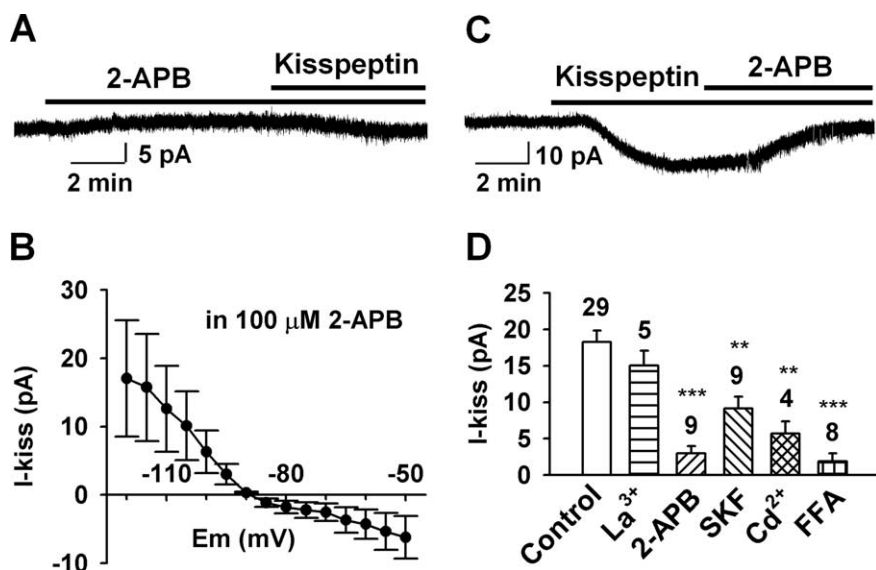 A
2-APB
Kisspeptin
5 pA
2 min
C
Kisspeptin
2-APB
10 pA
2 min
B
in 100 μM 2-APB
I-kiss (pA)
30
20
10
0
-10
-110
-80
-50
Em (mV)
D
I-kiss (pA)
25
20
15
10
5
0
29
5
***
9
**
9
**
4
***
8
Control
La³⁺
2-APB
SKF
Cd²⁺
FFA